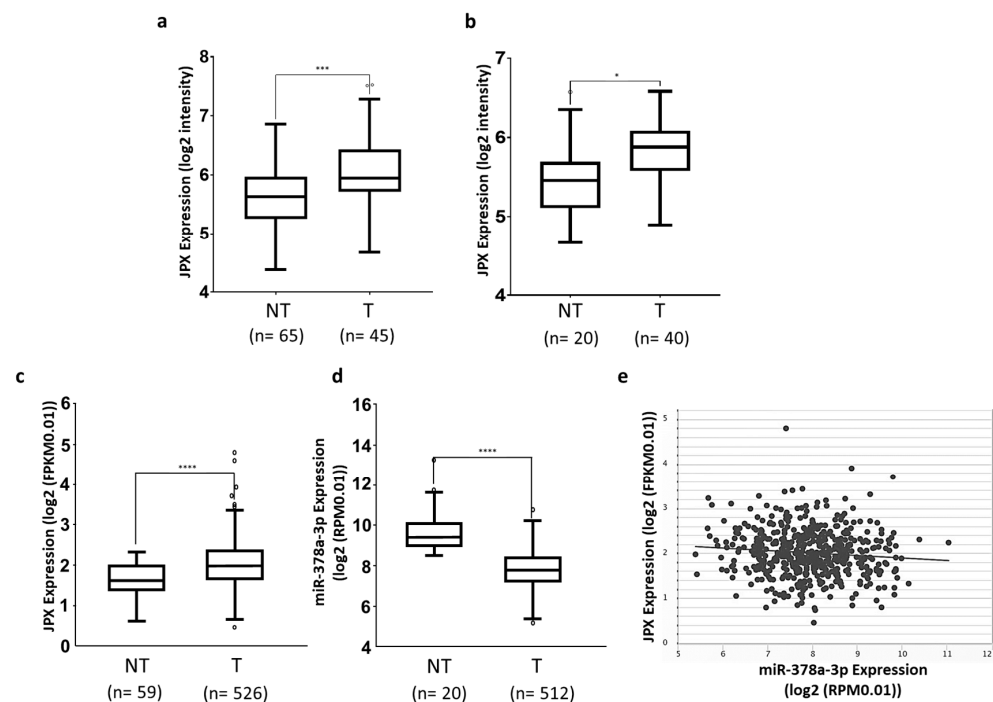 a
JPX Expression (log2 intensity)
8
7
6
5
4
***
NT
T
(n= 65)
(n= 45)
b
JPX Expression (log2 intensity)
7
6
5
4
*
NT
T
(n= 20)
(n= 40)
c
JPX Expression (log2 (FPKM0.01))
6
5
4
3
2
1
0
****
NT
T
(n= 59)
(n= 526)
d
miR-378a-3p Expression
(log2 (RPM0.01))
16
14
12
10
8
6
4
****
NT
T
(n= 20)
(n= 512)
e
JPX Expression (log2 (FPKM0.01))
5
4
3
2
1
0
5
6
7
8
9
10
11
12
miR-378a-3p Expression
(log2 (RPM0.01))